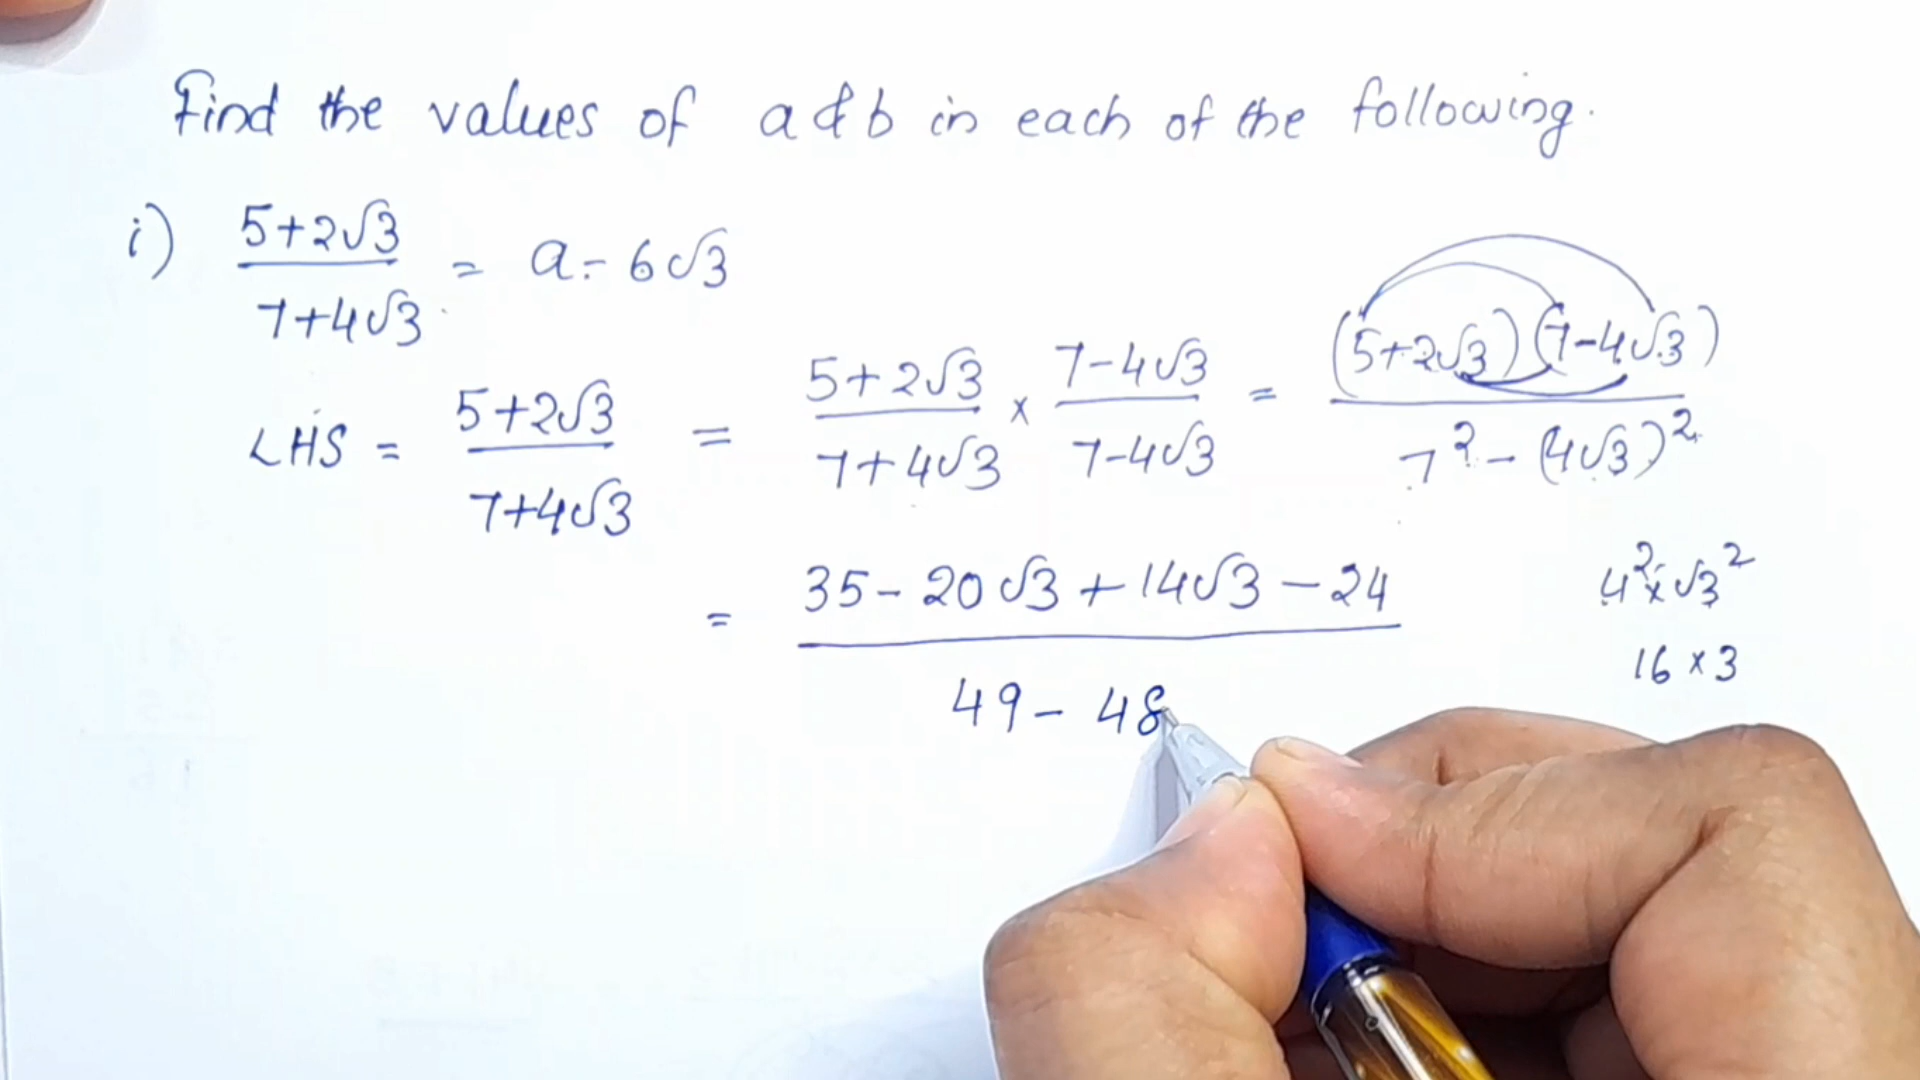 Find the values of a & b in each of the following.
i) (5+2√3)/(7+4√3) = a-6√3
LHS = (5+2√3)/(7+4√3) = (5+2√3)/(7+4√3) × (7-4√3)/(7-4√3) = ((5+2√3)(7-4√3))/(7²-(4√3)²)
= (35-20√3+14√3-24)/(49-48
4²×√3²
16×3